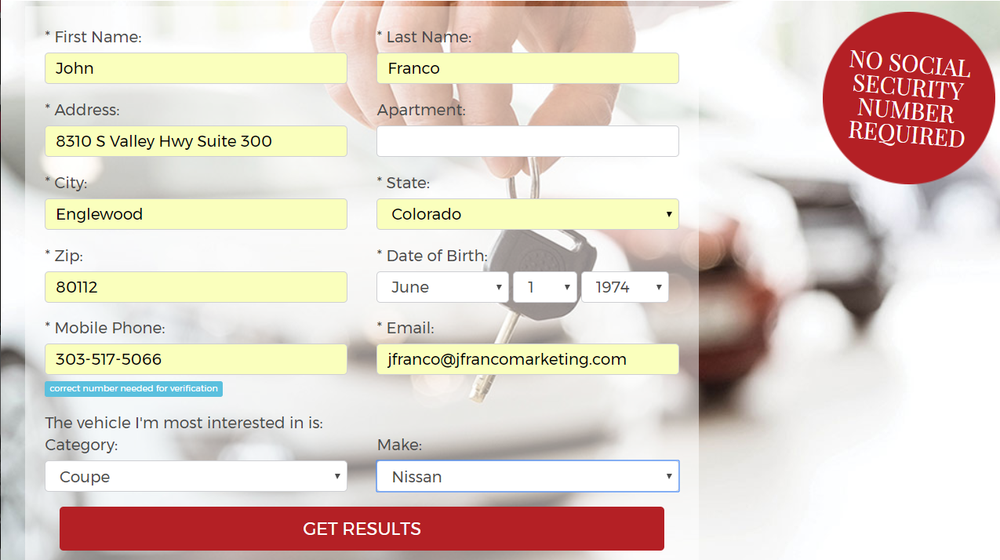 * First Name:
* Last Name:
John
Franco
* Address:
Apartment:
8310 S Valley Hwy Suite 300
* City:
* State:
Englewood
Colorado
* Zip:
* Date of Birth:
80112
June
1
1974
* Mobile Phone:
* Email:
303-517-5066
jfranco@jfrancomarketing.com
correct number needed for verification
The vehicle I'm most interested in is:
Category:
Make:
Coupe
Nissan
GET RESULTS
NO SOCIAL
SECURITY
NUMBER
REQUIRED